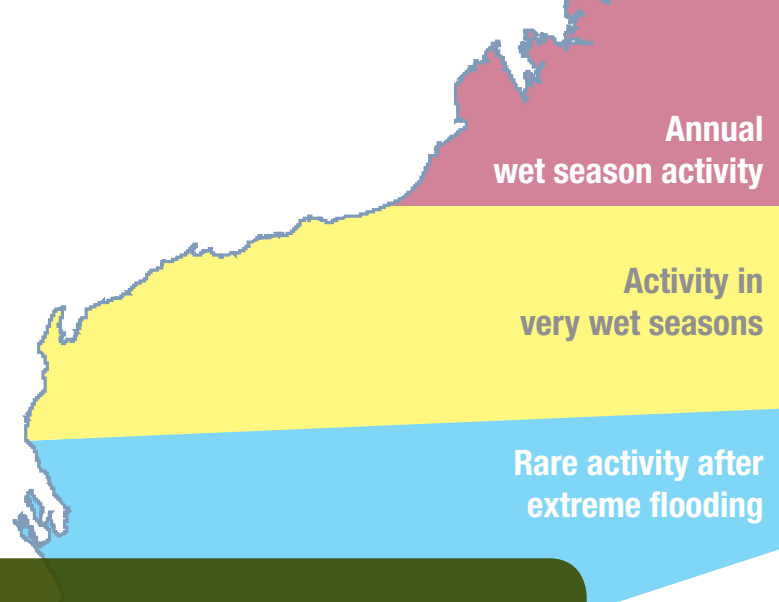 Annual
wet season activity
Activity in
very wet seasons
Rare activity after
extreme flooding